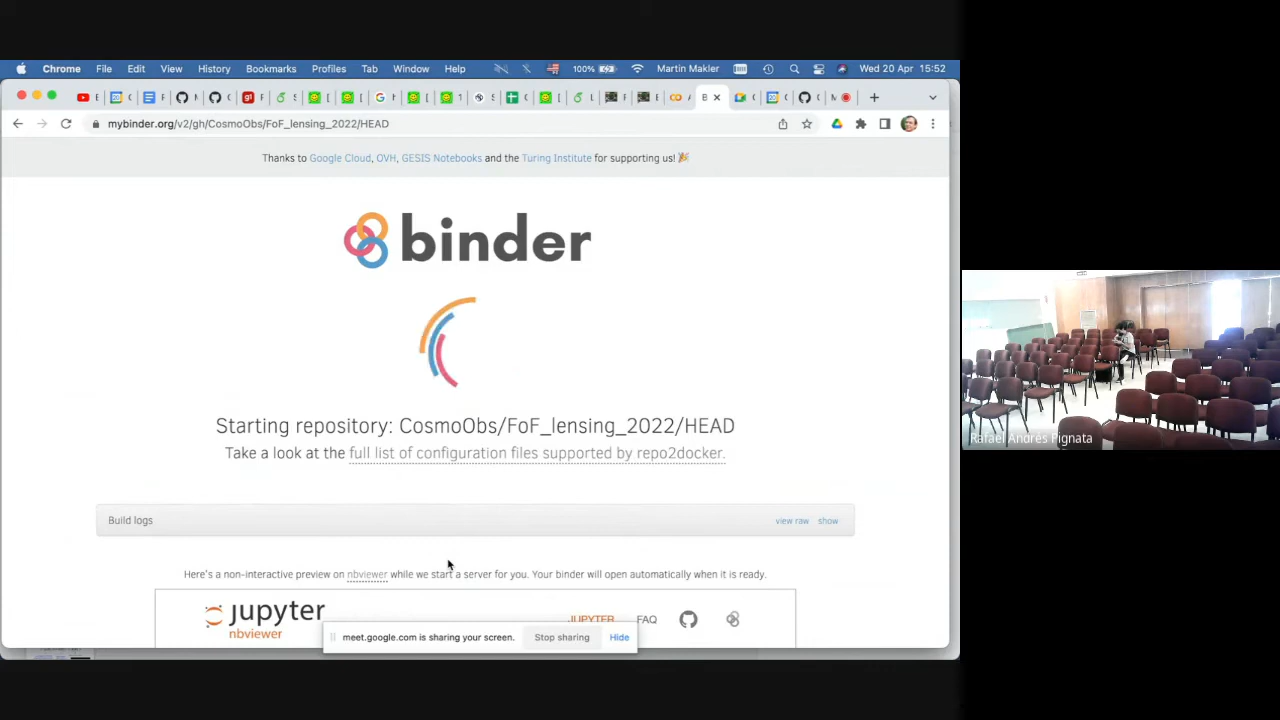 Chrome File Edit View History Bookmarks Profiles Tab Window Help 100% Martin Makler Wed 20 Apr 15:52
mybinder.org/v2/gh/CosmoObs/FoF_lensing_2022/HEAD
Thanks to Google Cloud, OVH, GESIS Notebooks and the Turing Institute for supporting us! 🎉
binder
Starting repository: CosmoObs/FoF_lensing_2022/HEAD
Take a look at the full list of configuration files supported by repo2docker.
Build logs view raw show
Here's a non-interactive preview on nbviewer while we start a server for you. Your binder will open automatically when it is ready.
jupyter
nbviewer
JUPYTER FAQ
meet.google.com is sharing your screen. Stop sharing Hide
Rafael Andrés Pignata